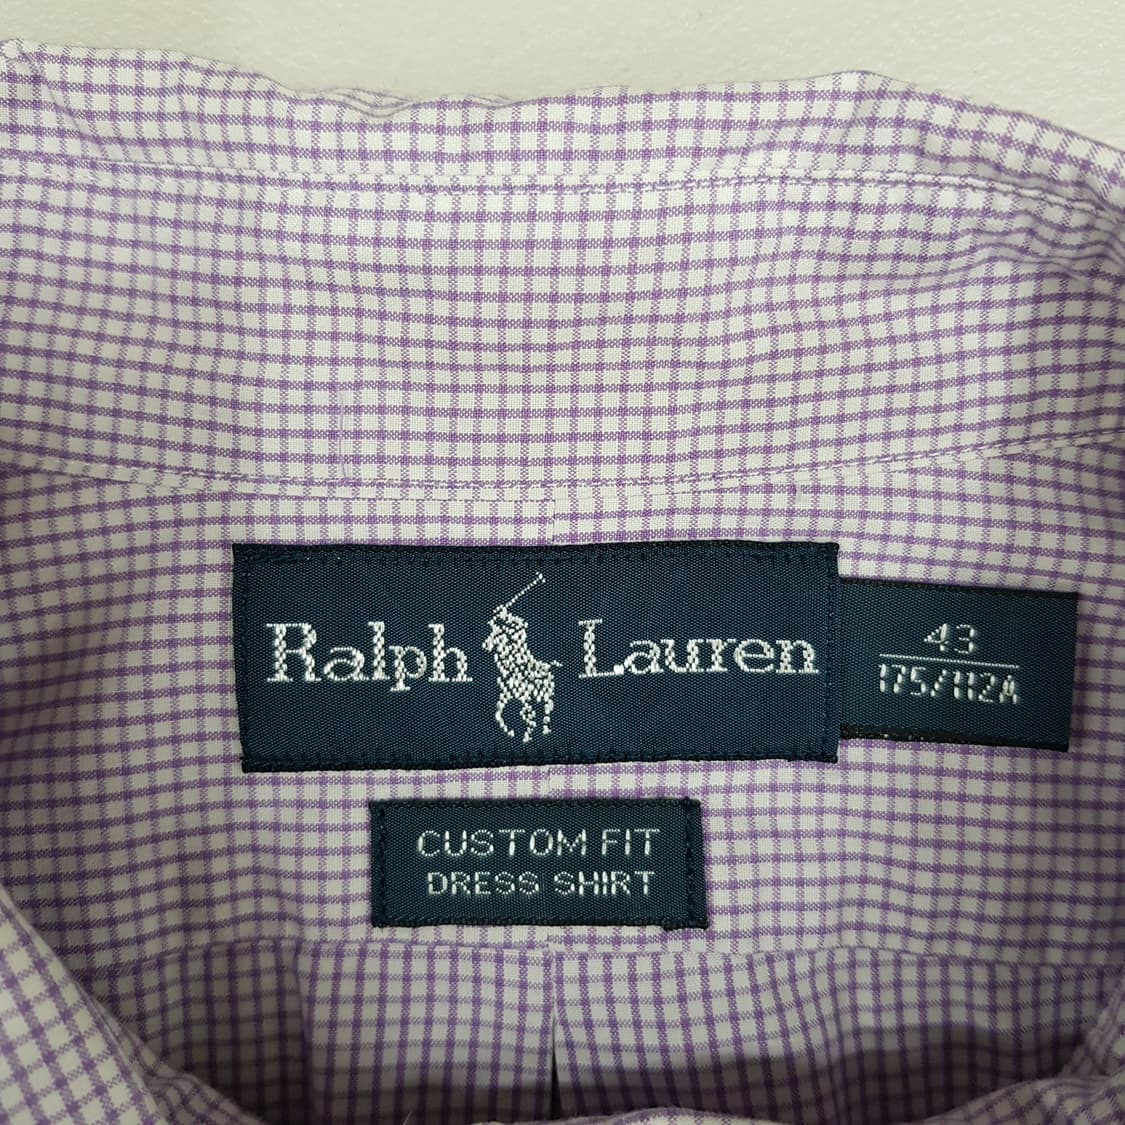 Ralph Lauren
43
175/112A
CUSTOM FIT
DRESS SHIRT